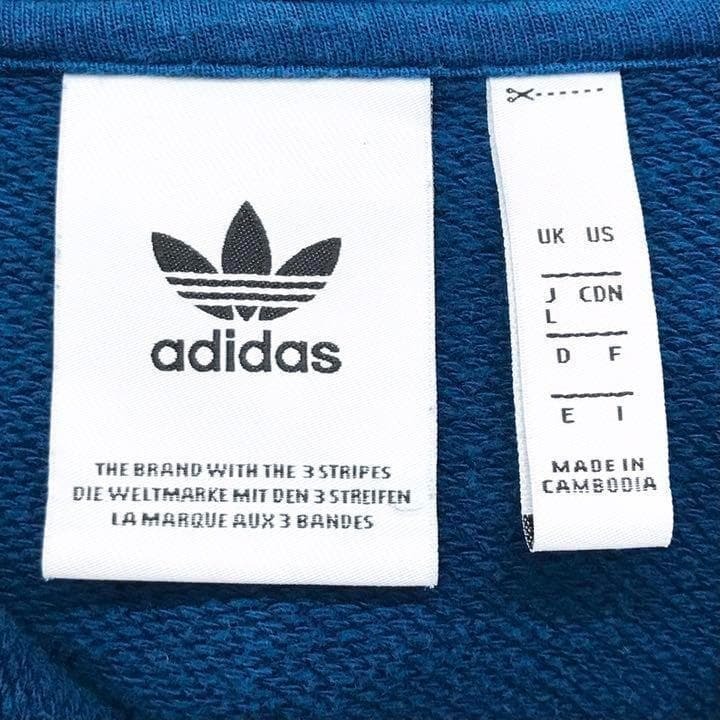 adidas
THE BRAND WITH THE 3 STRIPES
DIE WELTMARKE MIT DEN 3 STREIFEN
LA MARQUE AUX 3 BANDES
UK US
J CDN
L
D F
E I
MADE IN
CAMBODIA